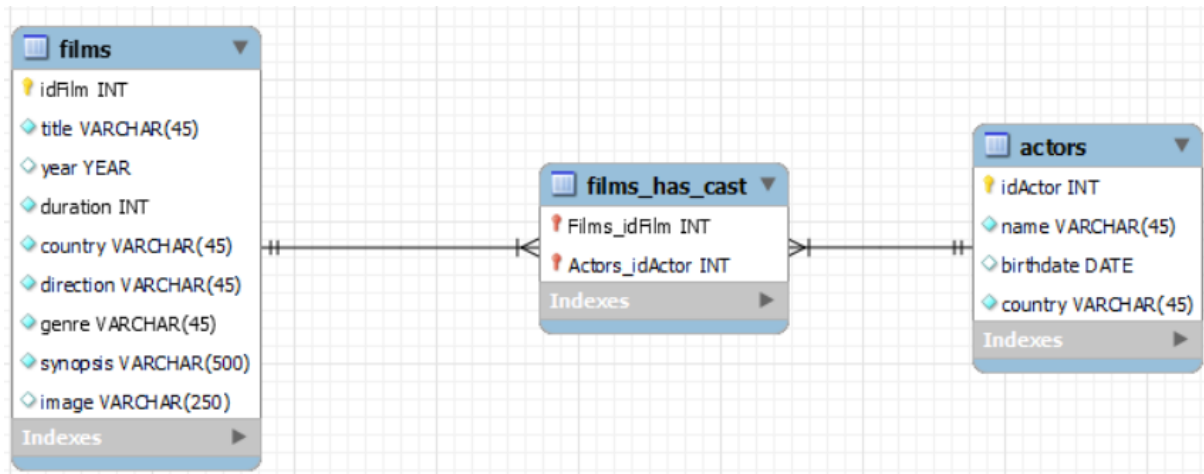 films
idFilm INT
title VARCHAR(45)
year YEAR
duration INT
country VARCHAR(45)
direction VARCHAR(45)
genre VARCHAR(45)
synopsis VARCHAR(500)
image VARCHAR(250)
Indexes
films_has_cast
Films_idFilm INT
Actors_idActor INT
Indexes
actors
idActor INT
name VARCHAR(45)
birthdate DATE
country VARCHAR(45)
Indexes